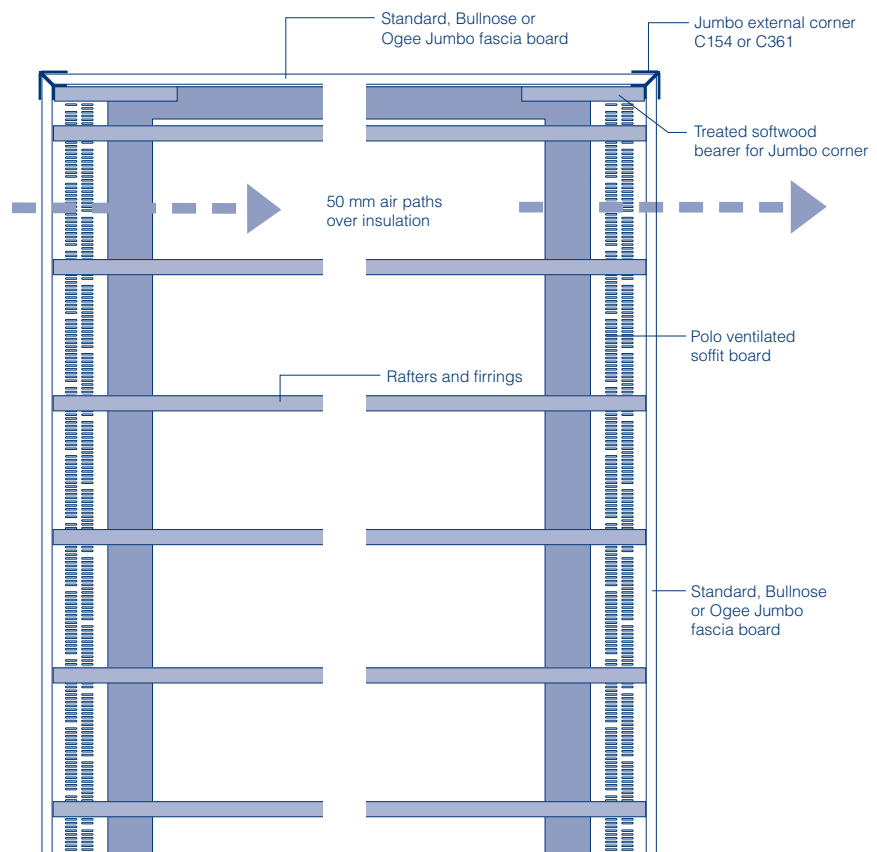 Standard, Bullnose or
Ogee Jumbo fascia board
Jumbo external corner
C154 or C361
Treated softwood
bearer for Jumbo corner
50 mm air paths
over insulation
Polo ventilated
soffit board
Rafters and firrings
Standard, Bullnose
or Ogee Jumbo
fascia board